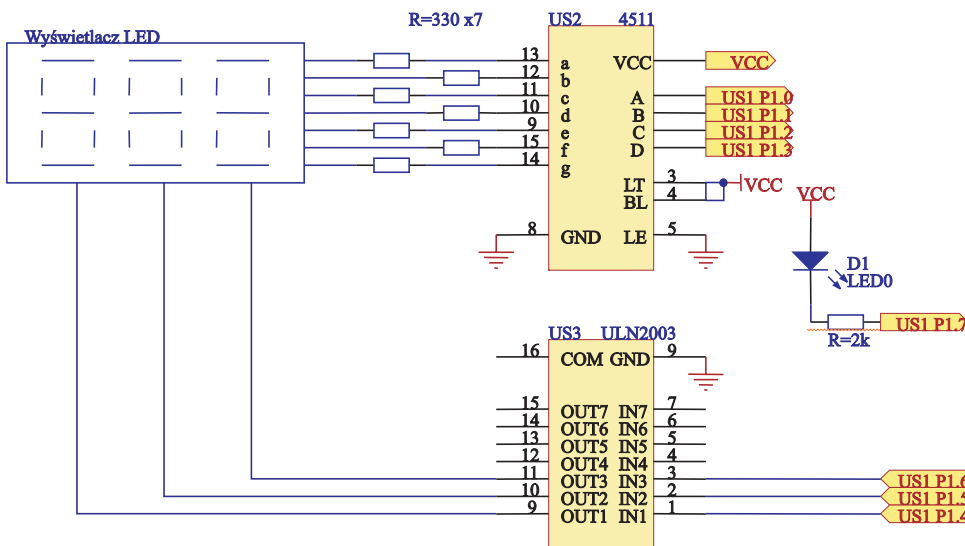 R=330 x7
US2 4511
Wyświetlacz LED
13 a VCC VCC
12 b
11 c A US1 P1.0
10 d B US1 P1.1
9 e C US1 P1.2
15 f D US1 P1.3
14 g
LT 3 VCC
BL 4
8 GND LE 5
VCC
D1
LED0
US1 P1.7
R=2k
US3 ULN2003
16 COM GND 9
15 OUT7 IN7 7
14 OUT6 IN6 6
13 OUT5 IN5 5
12 OUT4 IN4 4
11 OUT3 IN3 3 US1 P1.6
10 OUT2 IN2 2 US1 P1.5
9 OUT1 IN1 1 US1 P1.4